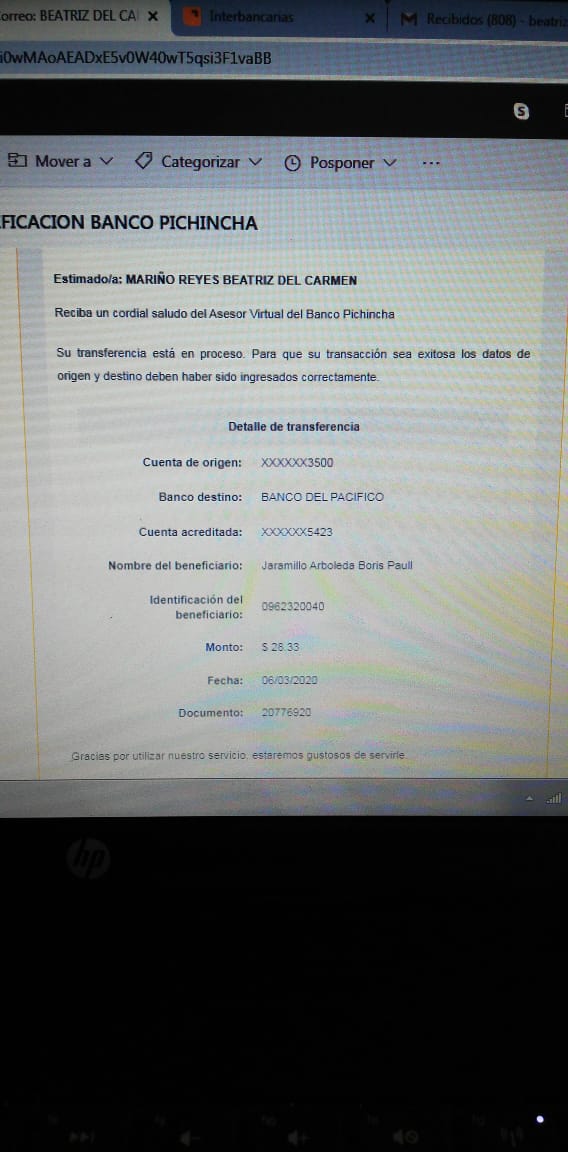 orreo: BEATRIZ DEL CA × Interbancarias × Recibidos (808) - beatriz
i0wMAoAEADxE5v0W40wT5qsi3F1vaBB
S
Mover a Categorizar Posponer ...
FICACION BANCO PICHINCHA
Estimado/a: MARIÑO REYES BEATRIZ DEL CARMEN
Reciba un cordial saludo del Asesor Virtual del Banco Pichincha
Su transferencia está en proceso. Para que su transacción sea exitosa los datos de
origen y destino deben haber sido ingresados correctamente.
Detalle de transferencia
Cuenta de origen: XXXXXX3500
Banco destino: BANCO DEL PACIFICO
Cuenta acreditada: XXXXXX5423
Nombre del beneficiario: Jaramillo Arboleda Boris Paull
Identificación del
beneficiario: 0962320040
Monto: $ 28.33
Fecha: 06/03/2020
Documento: 20776920
Gracias por utilizar nuestro servicio, estaremos gustosos de servirle.
hp